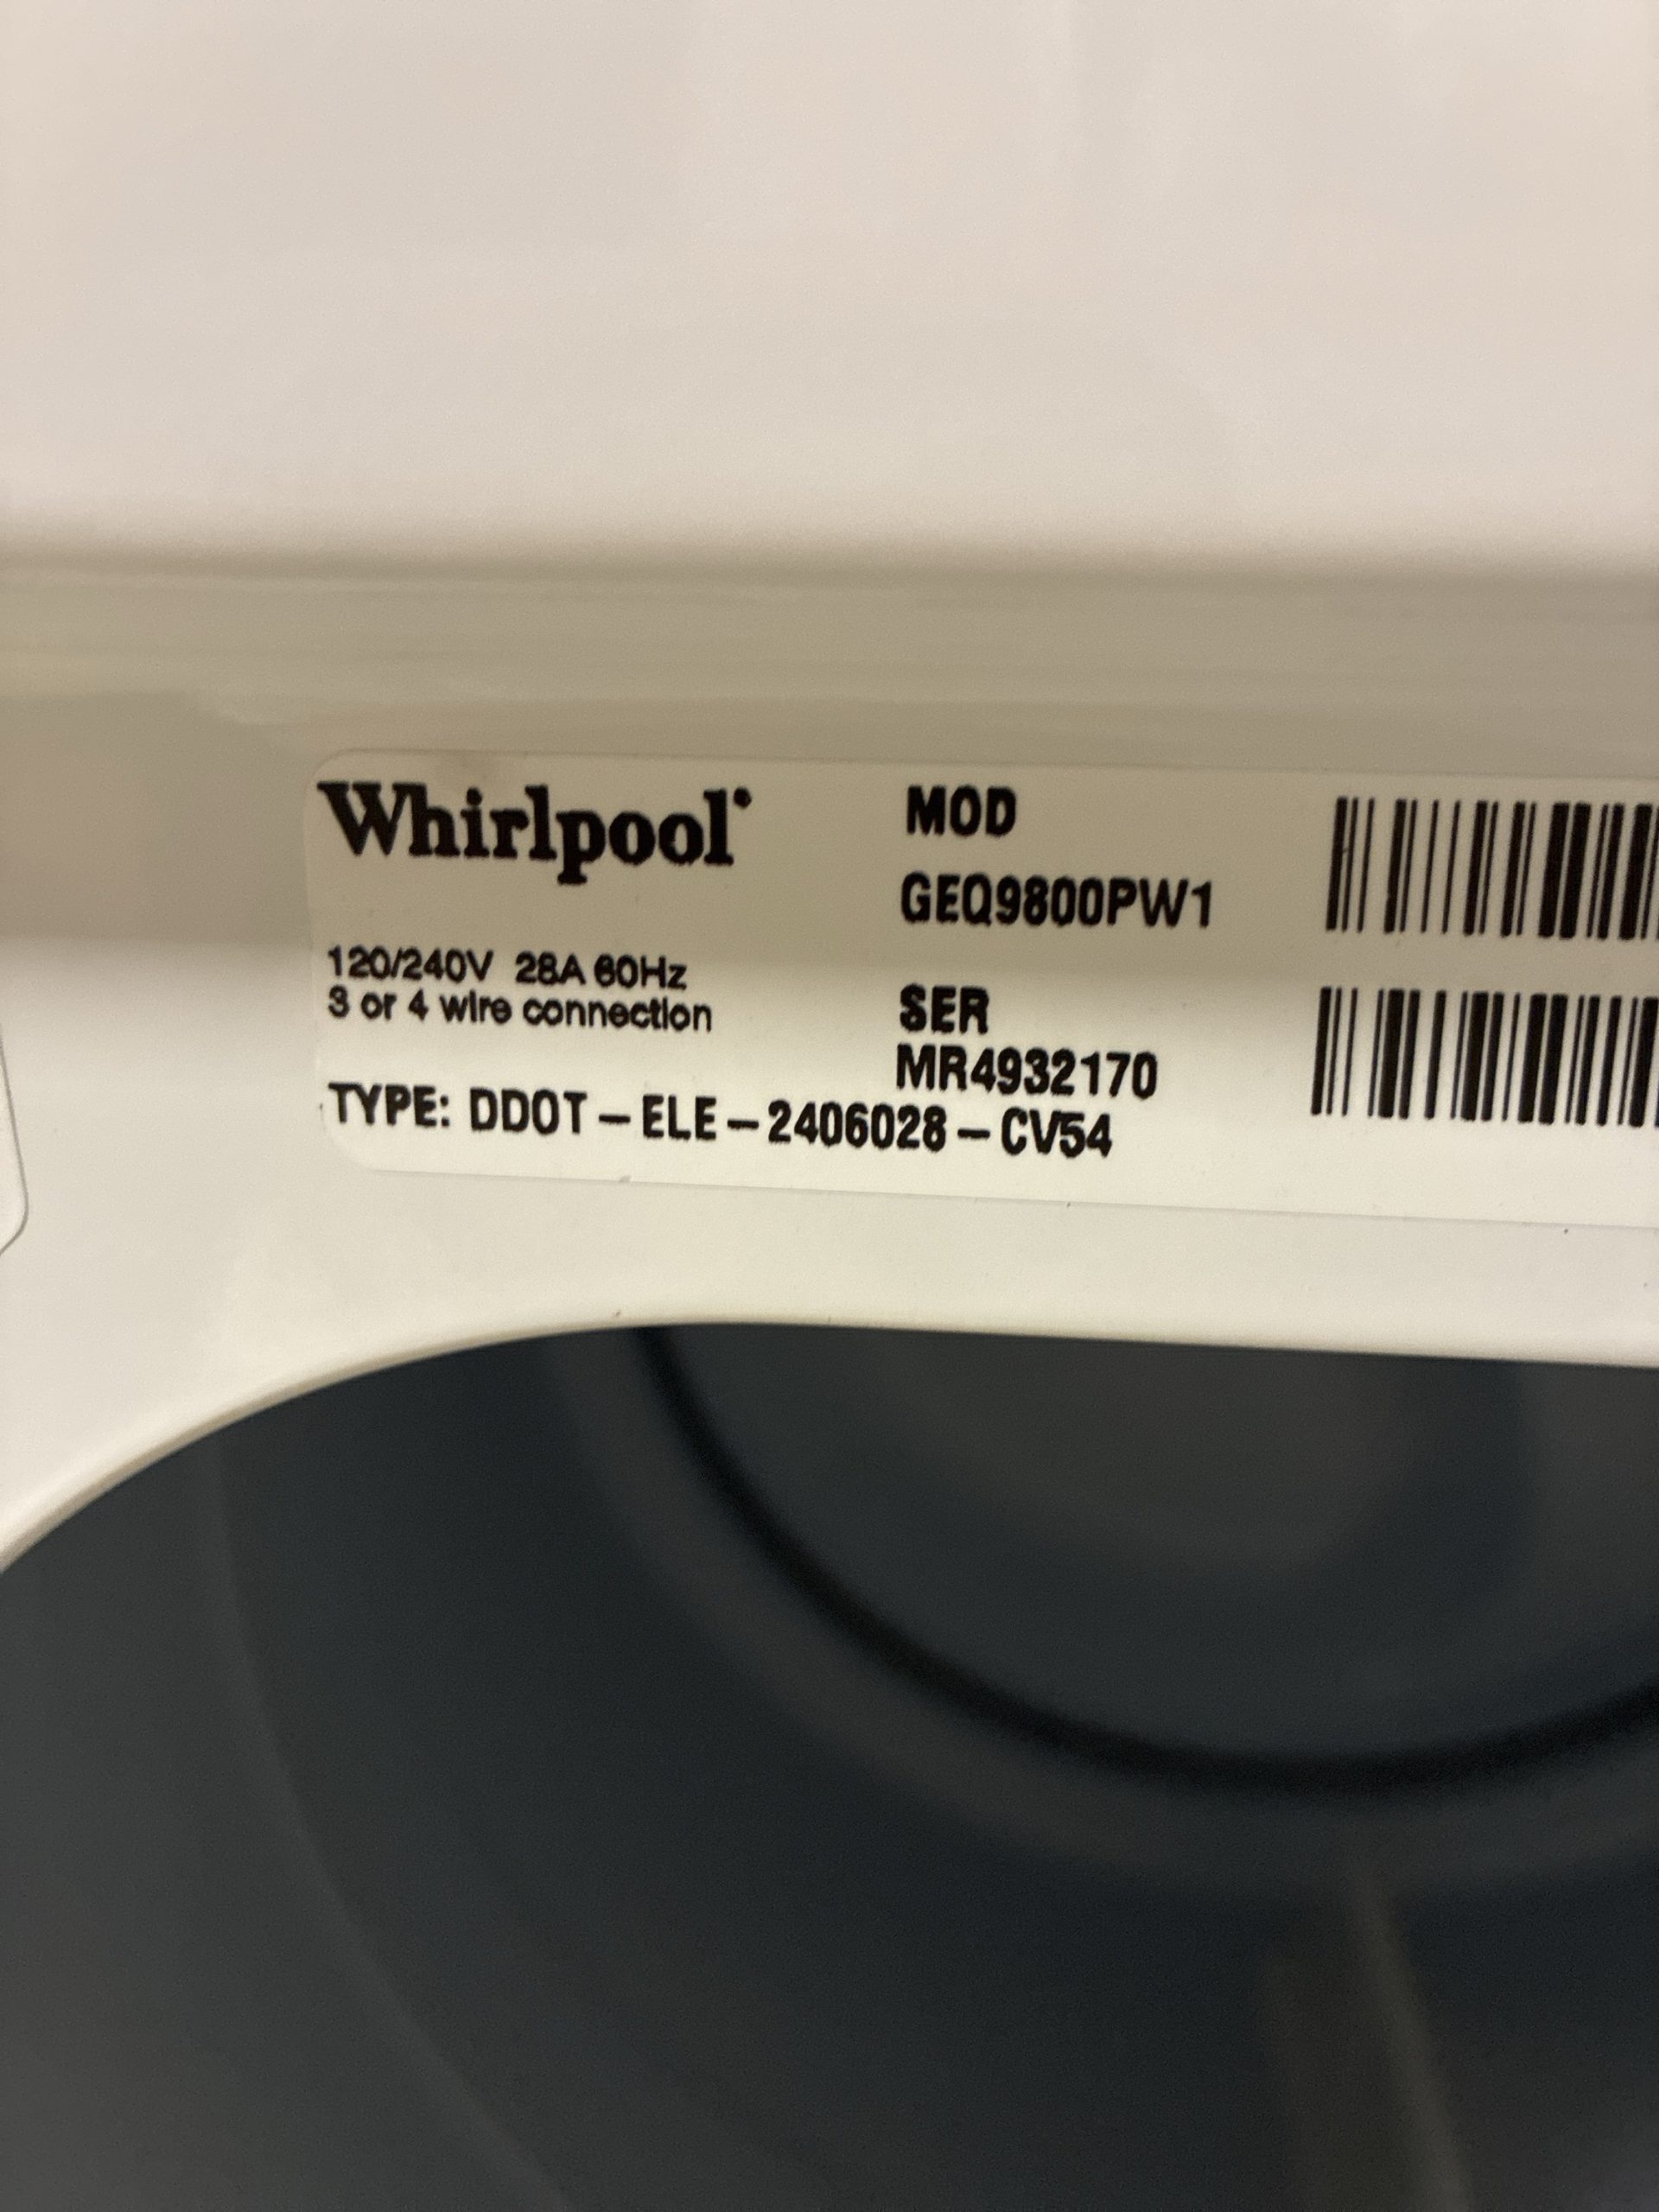 Whirlpool
MOD
GEQ9800PW1
120/240V 28A 60Hz
3 or 4 wire connection
SER
MR4932170
TYPE: DDOT – ELE – 2406028 – CV54